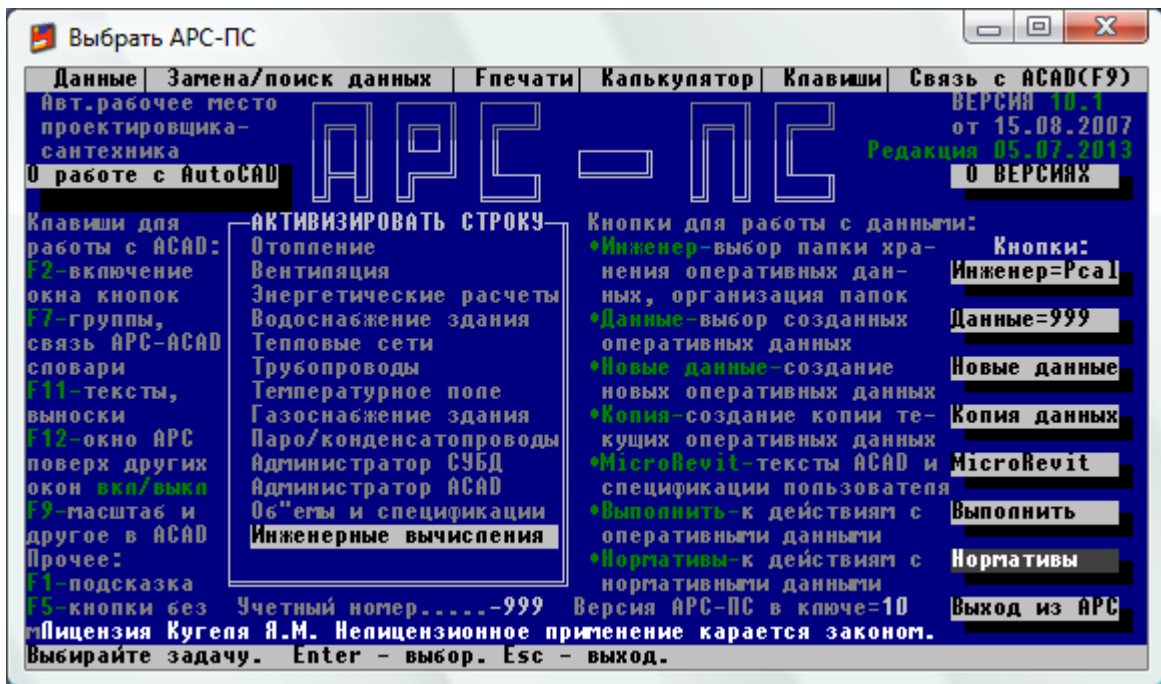 Выбрать АРС-ПС
Данные| Замена/поиск данных | Fпечати| Калькулятор| Клавиши| Связь с ACAD(F9)
Авт.рабочее место
проектировщика-
сантехника
О работе с AutoCAD
АРС-ПС
ВЕРСИЯ 10.1
от 15.08.2007
Редакция 05.07.2013
О ВЕРСИЯХ
Клавиши для
работы с ACAD:
F2-включение
окна кнопок
F7-группы,
связь АРС-ACAD
словари
F11-тексты,
выноски
F12-окно АРС
поверх других
окон вкл/выкл
F9-масштаб и
другое в ACAD
Прочее:
F1-подсказка
F5-кнопки без
АКТИВИЗИРОВАТЬ СТРОКУ
Отопление
Вентиляция
Энергетические расчеты
Водоснабжение здания
Тепловые сети
Трубопроводы
Температурное поле
Газоснабжение здания
Паро/конденсатопроводы
Администратор СУБД
Администратор ACAD
Об"емы и спецификации
Инженерные вычисления
Кнопки для работы с данными:
•Инженер-выбор папки хра-
нения оперативных дан-
ных, организация папок
•Данные-выбор созданных
оперативных данных
•Новые данные-создание
новых оперативных данных
•Копия-создание копии те-
кущих оперативных данных
•MicroRevit-тексты ACAD и
спецификации пользователя
•Выполнить-к действиям с
оперативными данными
•Нормативы-к действиям с
нормативными данными
Кнопки:
Инженер=Pcal
Данные=999
Новые данные
Копия данных
MicroRevit
Выполнить
Нормативы
Выход из АРС
Учетный номер.....-999 Версия АРС-ПС в ключе=10
мЛицензия Кугеля Я.М. Нелицензионное применение карается законом.
Выбирайте задачу. Enter - выбор. Esc - выход.